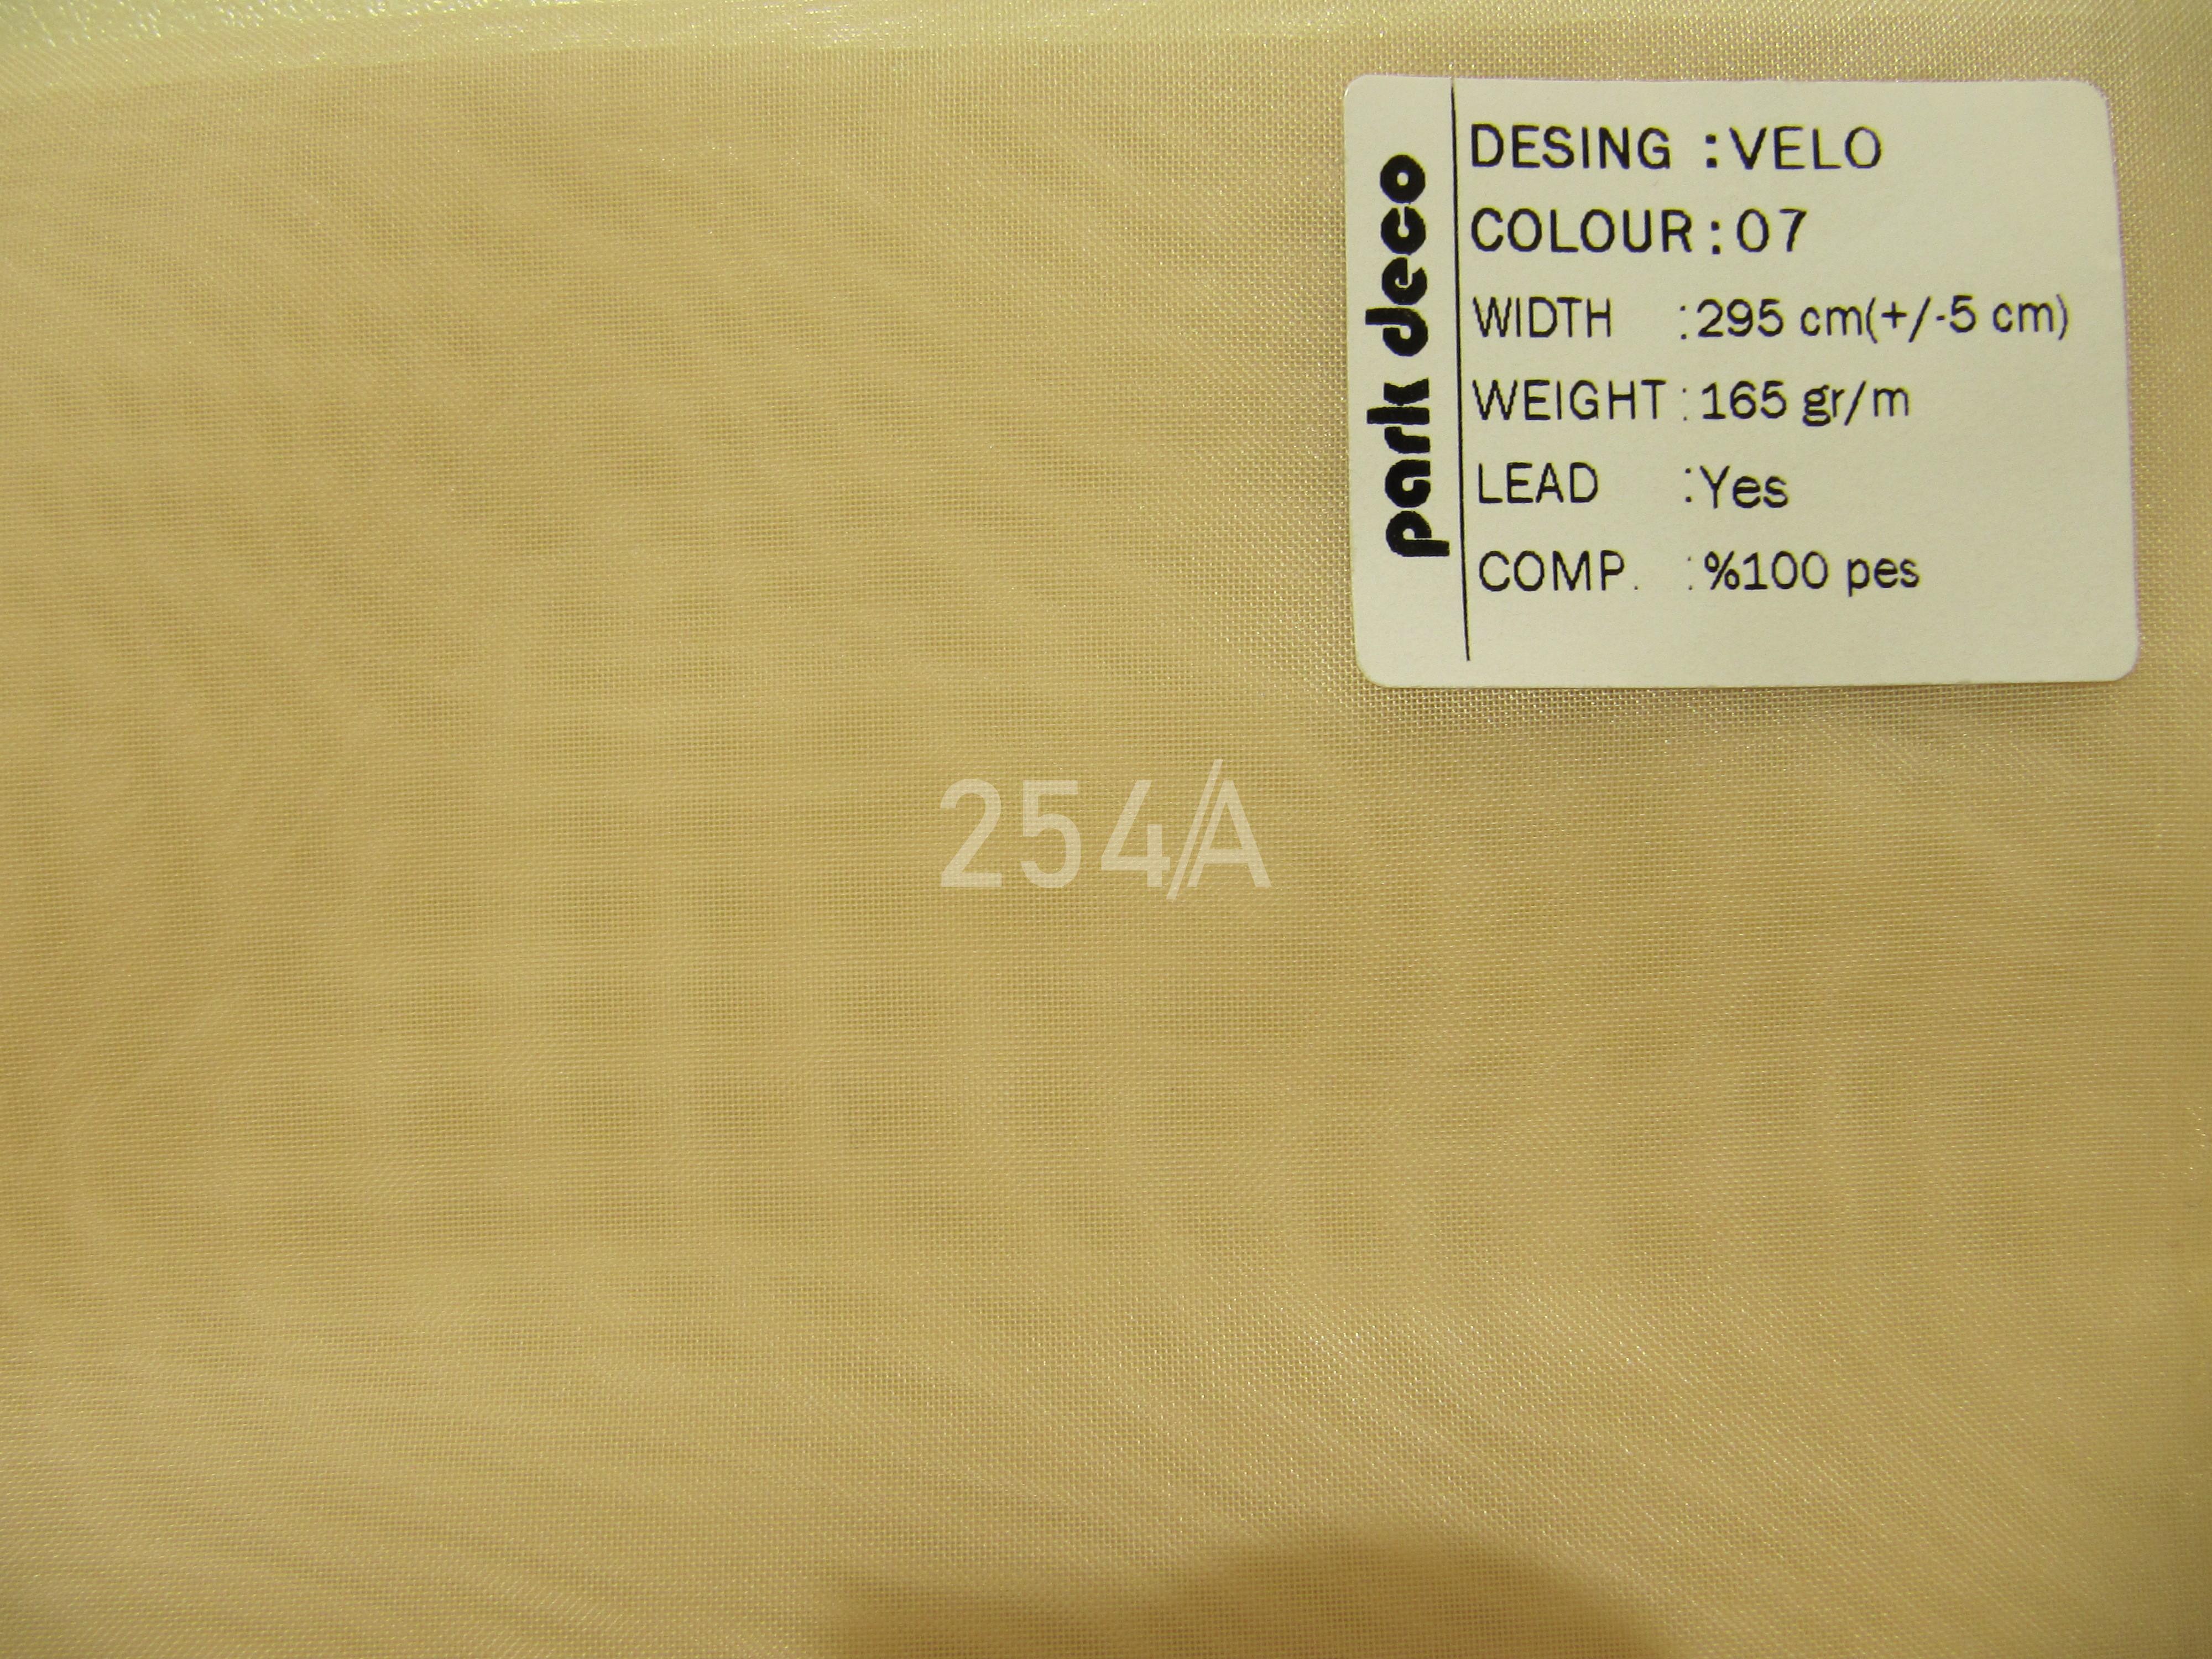 park deco
DESING :VELO
COLOUR:07
WIDTH :295 cm(+/-5 cm)
WEIGHT:165 gr/m
LEAD :Yes
COMP. :%100 pes
254/A